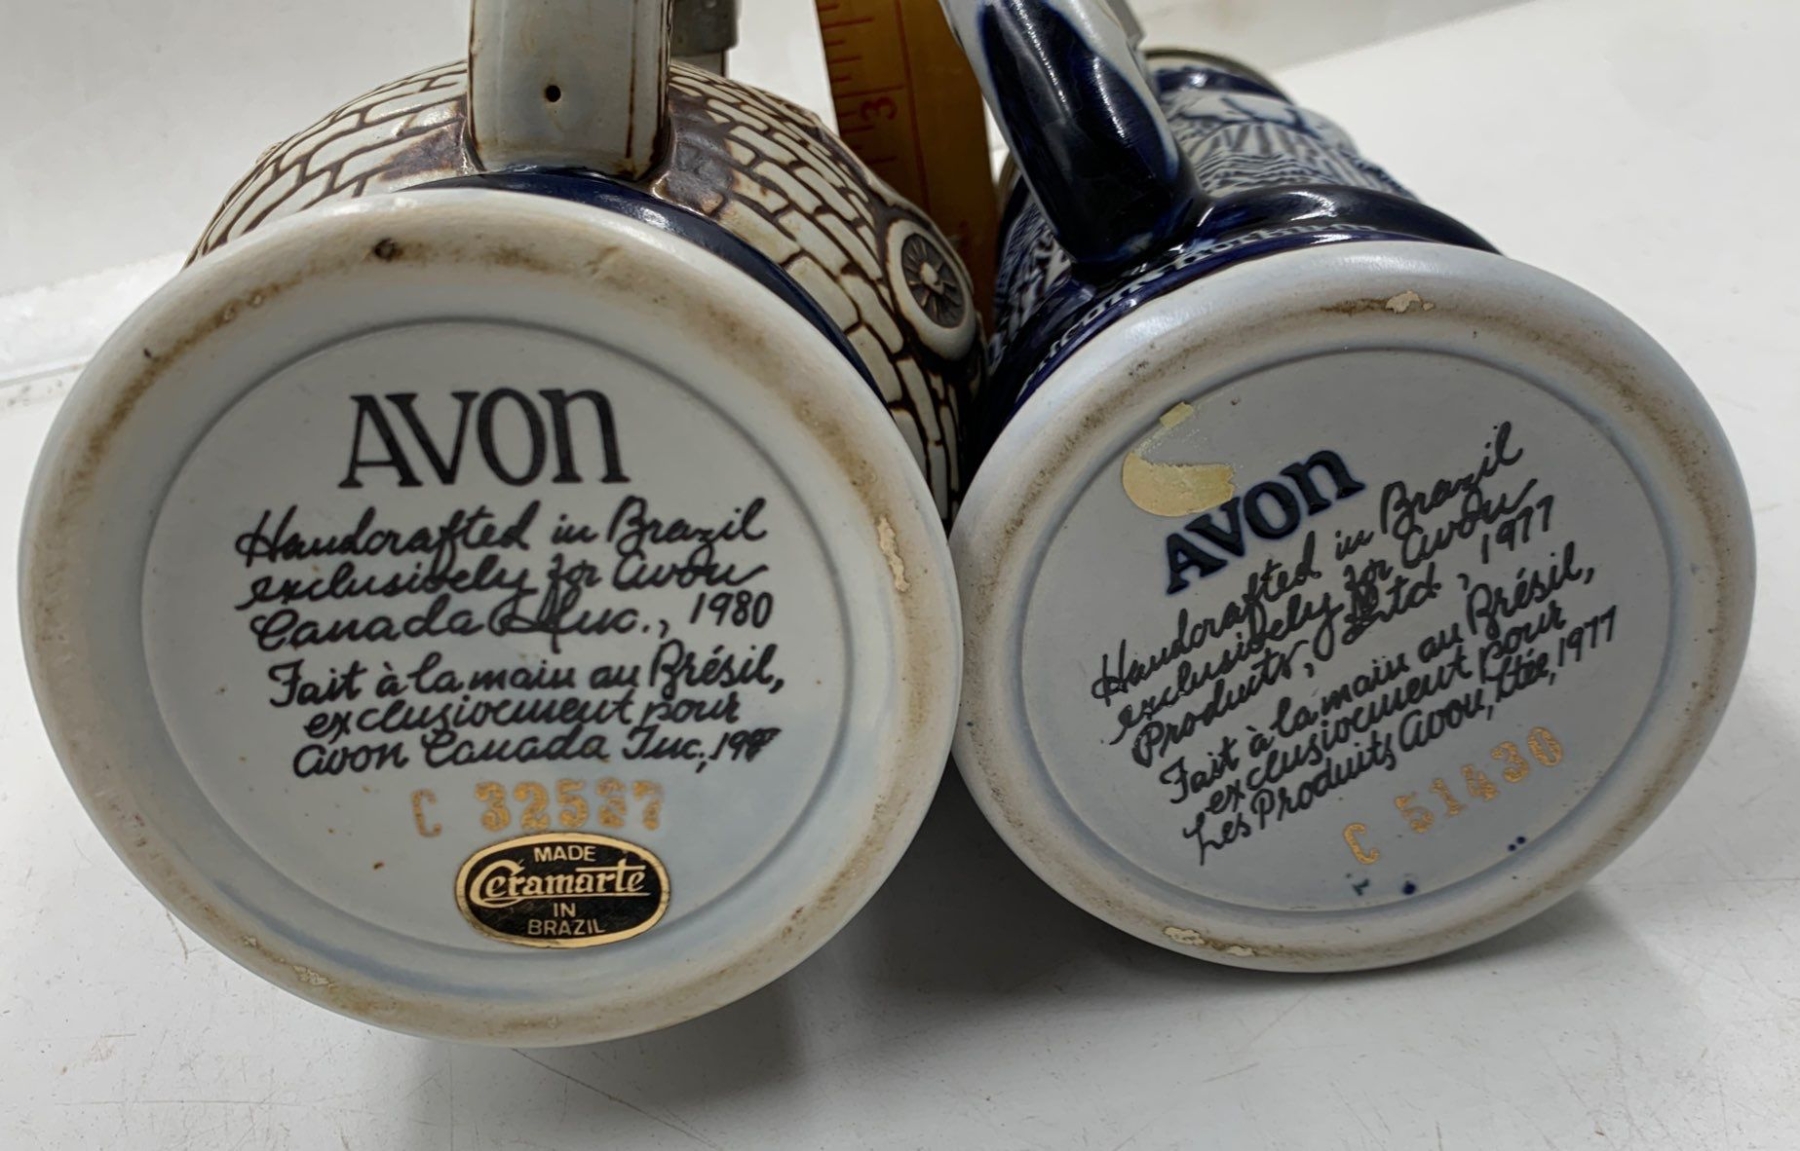 3
AVON
Handcrafted in Brazil
exclusively for Avon
Canada Inc., 1980
Fait à la main au Brésil,
exclusivement pour
Avon Canada Inc.,
C 32587
MADE
Ceramarte
IN
BRAZIL
AVON
Handcrafted in Brazil
exclusively for Avon
Products, Ltd, 1977
Fait à la main au Brésil,
exclusivement pour
Les Produits Avon, Ltée, 1977
C 51430